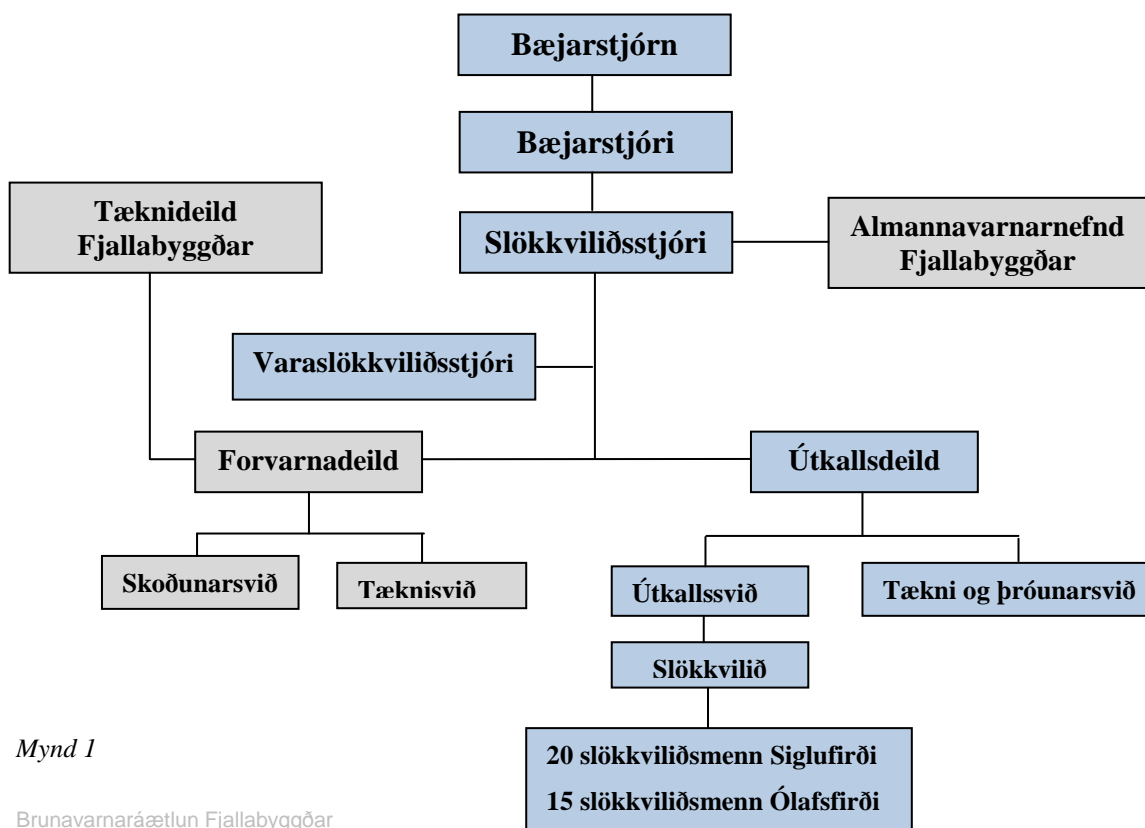 Bæjarstjórn
Bæjarstjóri
Tæknideild
Fjallabyggðar
Slökkviliðsstjóri
Almannavarnarnefnd
Fjallabyggðar
Varaslökkviliðsstjóri
Forvarnadeild
Útkallsdeild
Skoðunarsvið
Tæknisvið
Útkallssvið
Tækni og þróunarsvið
Slökkvilið
20 slökkviliðsmenn Siglufirði
15 slökkviliðsmenn Ólafsfirði
Mynd 1
Brunavarnaráætlun Fjallabyggðar